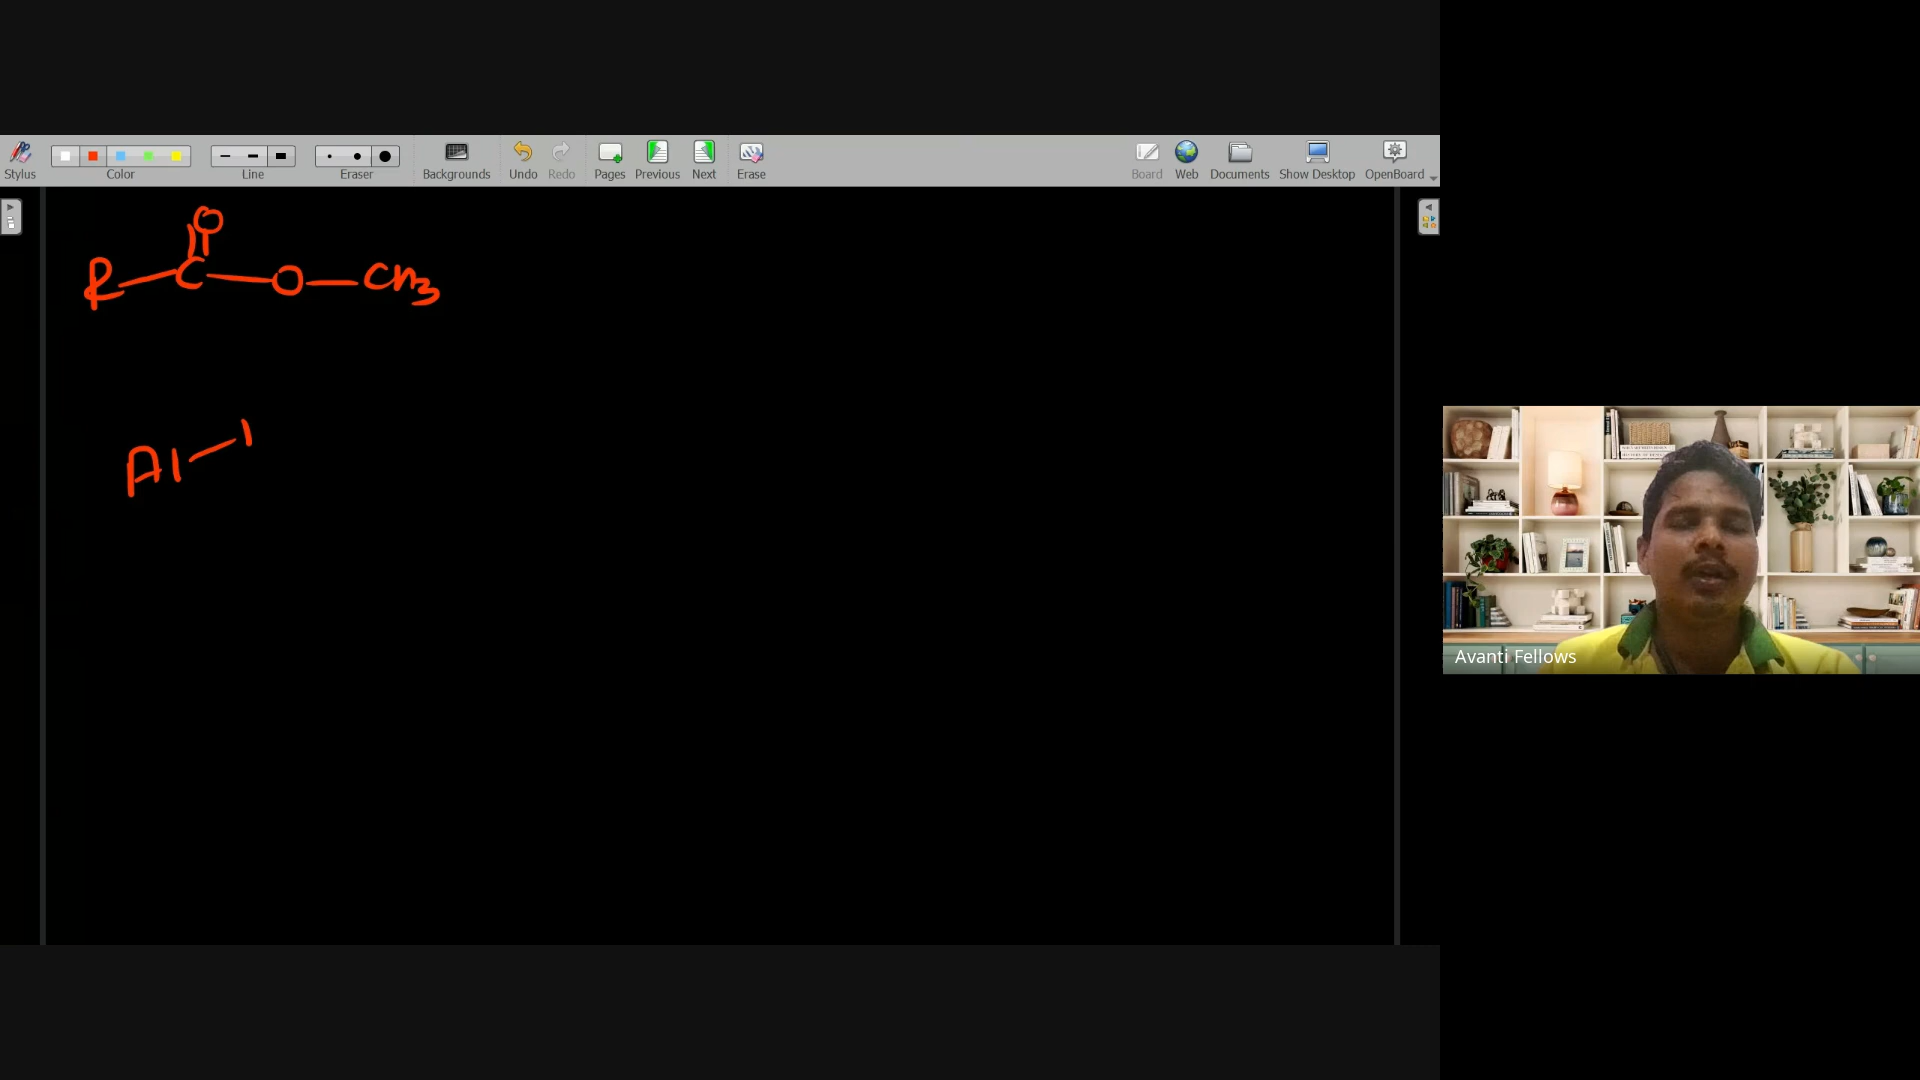 Stylus Color Line Eraser Backgrounds Undo Redo Pages Previous Next Erase Board Web Documents Show Desktop OpenBoard
O
R—C—O—CH3
Al—
Avanti Fellows